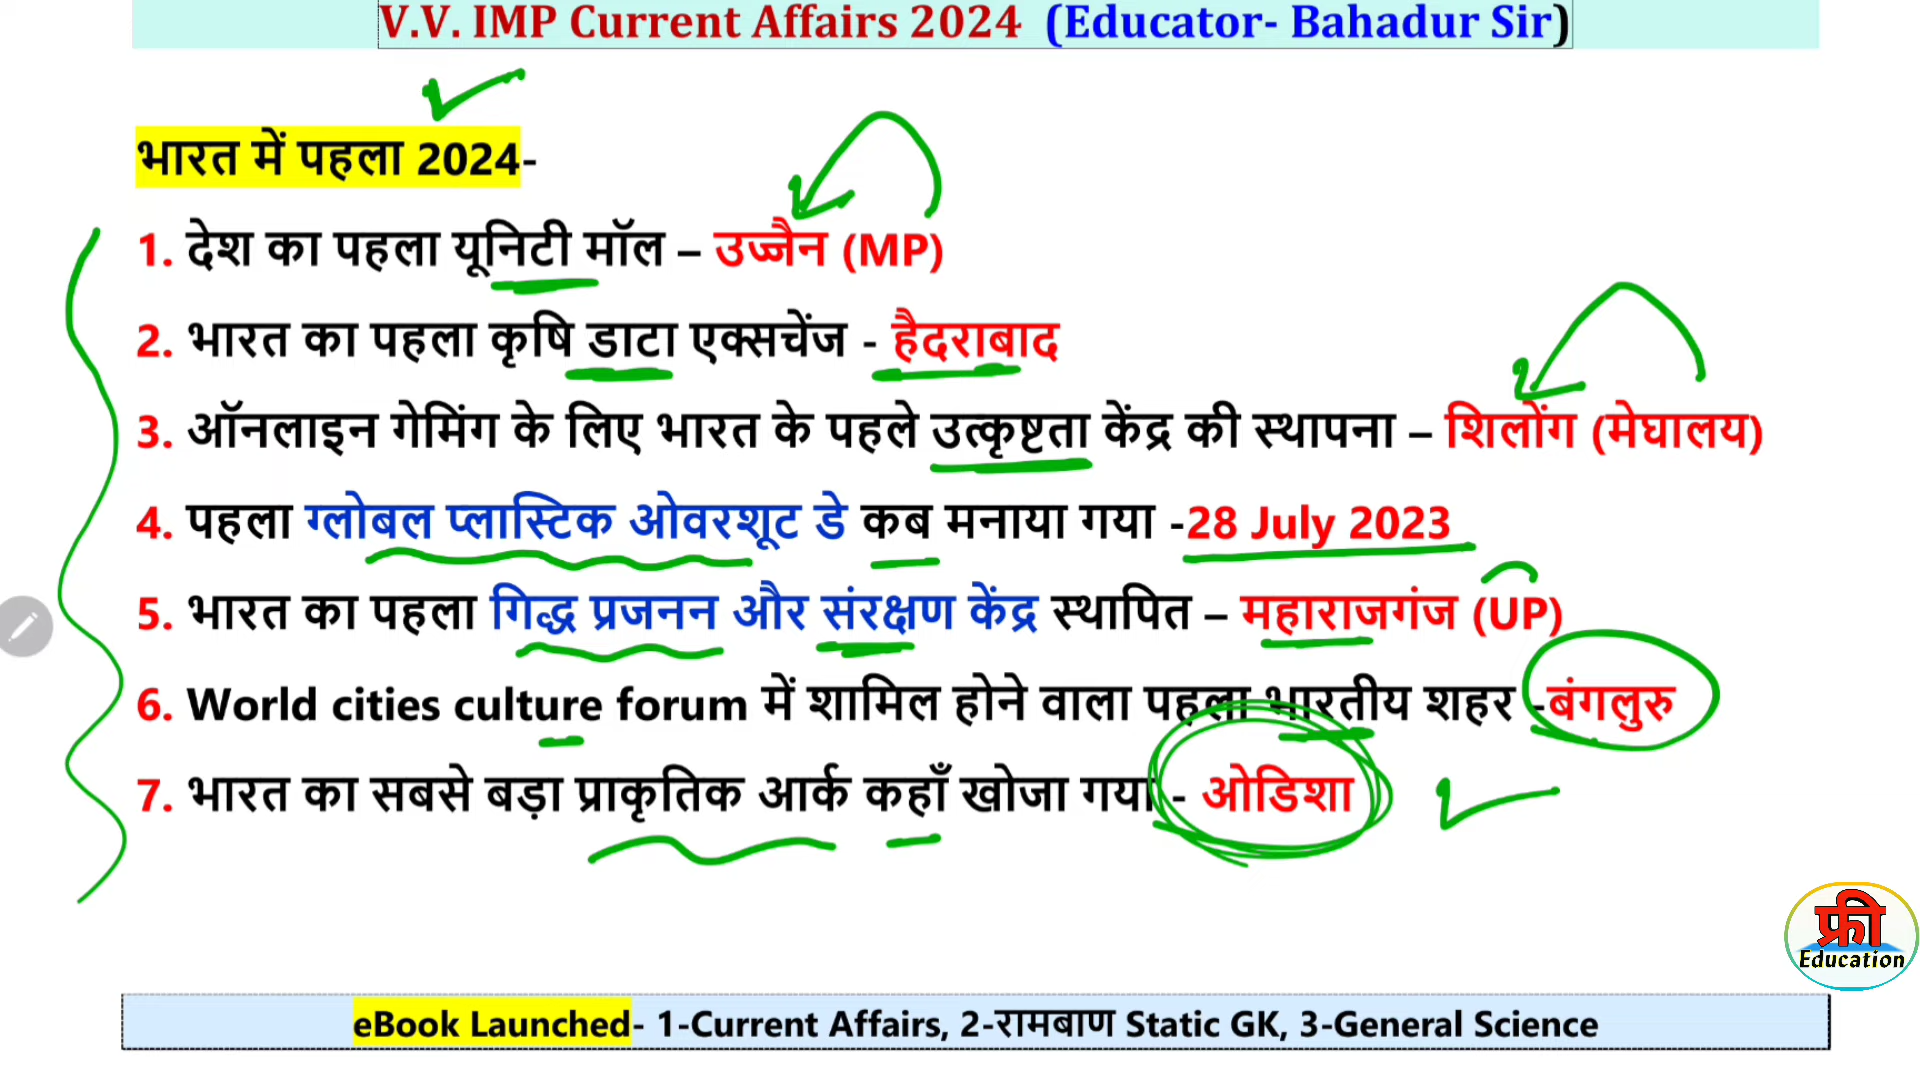 V.V. IMP Current Affairs 2024 (Educator- Bahadur Sir)
भारत में पहला 2024-
1. देश का पहला यूनिटी मॉल – उज्जैन (MP)
2. भारत का पहला कृषि डाटा एक्सचेंज - हैदराबाद
3. ऑनलाइन गेमिंग के लिए भारत के पहले उत्कृष्टता केंद्र की स्थापना – शिलोंग (मेघालय)
4. पहला ग्लोबल प्लास्टिक ओवरशूट डे कब मनाया गया -28 July 2023
5. भारत का पहला गिद्ध प्रजनन और संरक्षण केंद्र स्थापित – महाराजगंज (UP)
6. World cities culture forum में शामिल होने वाला पहला भारतीय शहर -बंगलुरु
7. भारत का सबसे बड़ा प्राकृतिक आर्क कहाँ खोजा गया - ओडिशा
फ्री
Education
eBook Launched- 1-Current Affairs, 2-रामबाण Static GK, 3-General Science